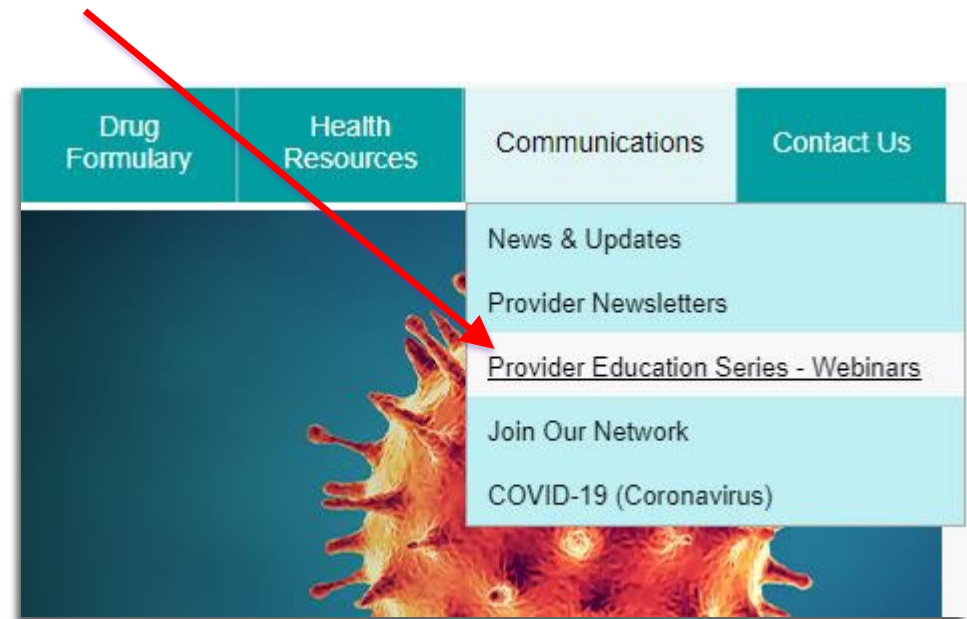 Drug
Formulary
Health
Resources
Communications
Contact Us
News & Updates
Provider Newsletters
Provider Education Series - Webinars
Join Our Network
COVID-19 (Coronavirus)